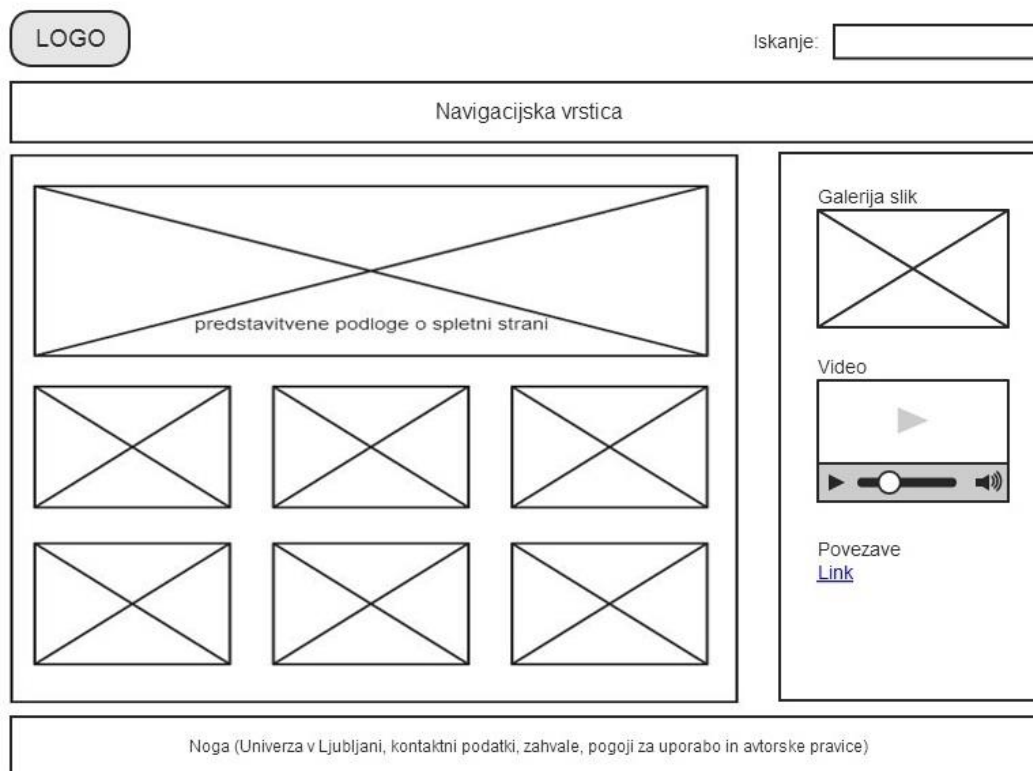 LOGO
Iskanje:
Navigacijska vrstica
predstavitvene podloge o spletni strani
Galerija slik
Video
Povezave
Link
Noga (Univerza v Ljubljani, kontaktni podatki, zahvale, pogoji za uporabo in avtorske pravice)